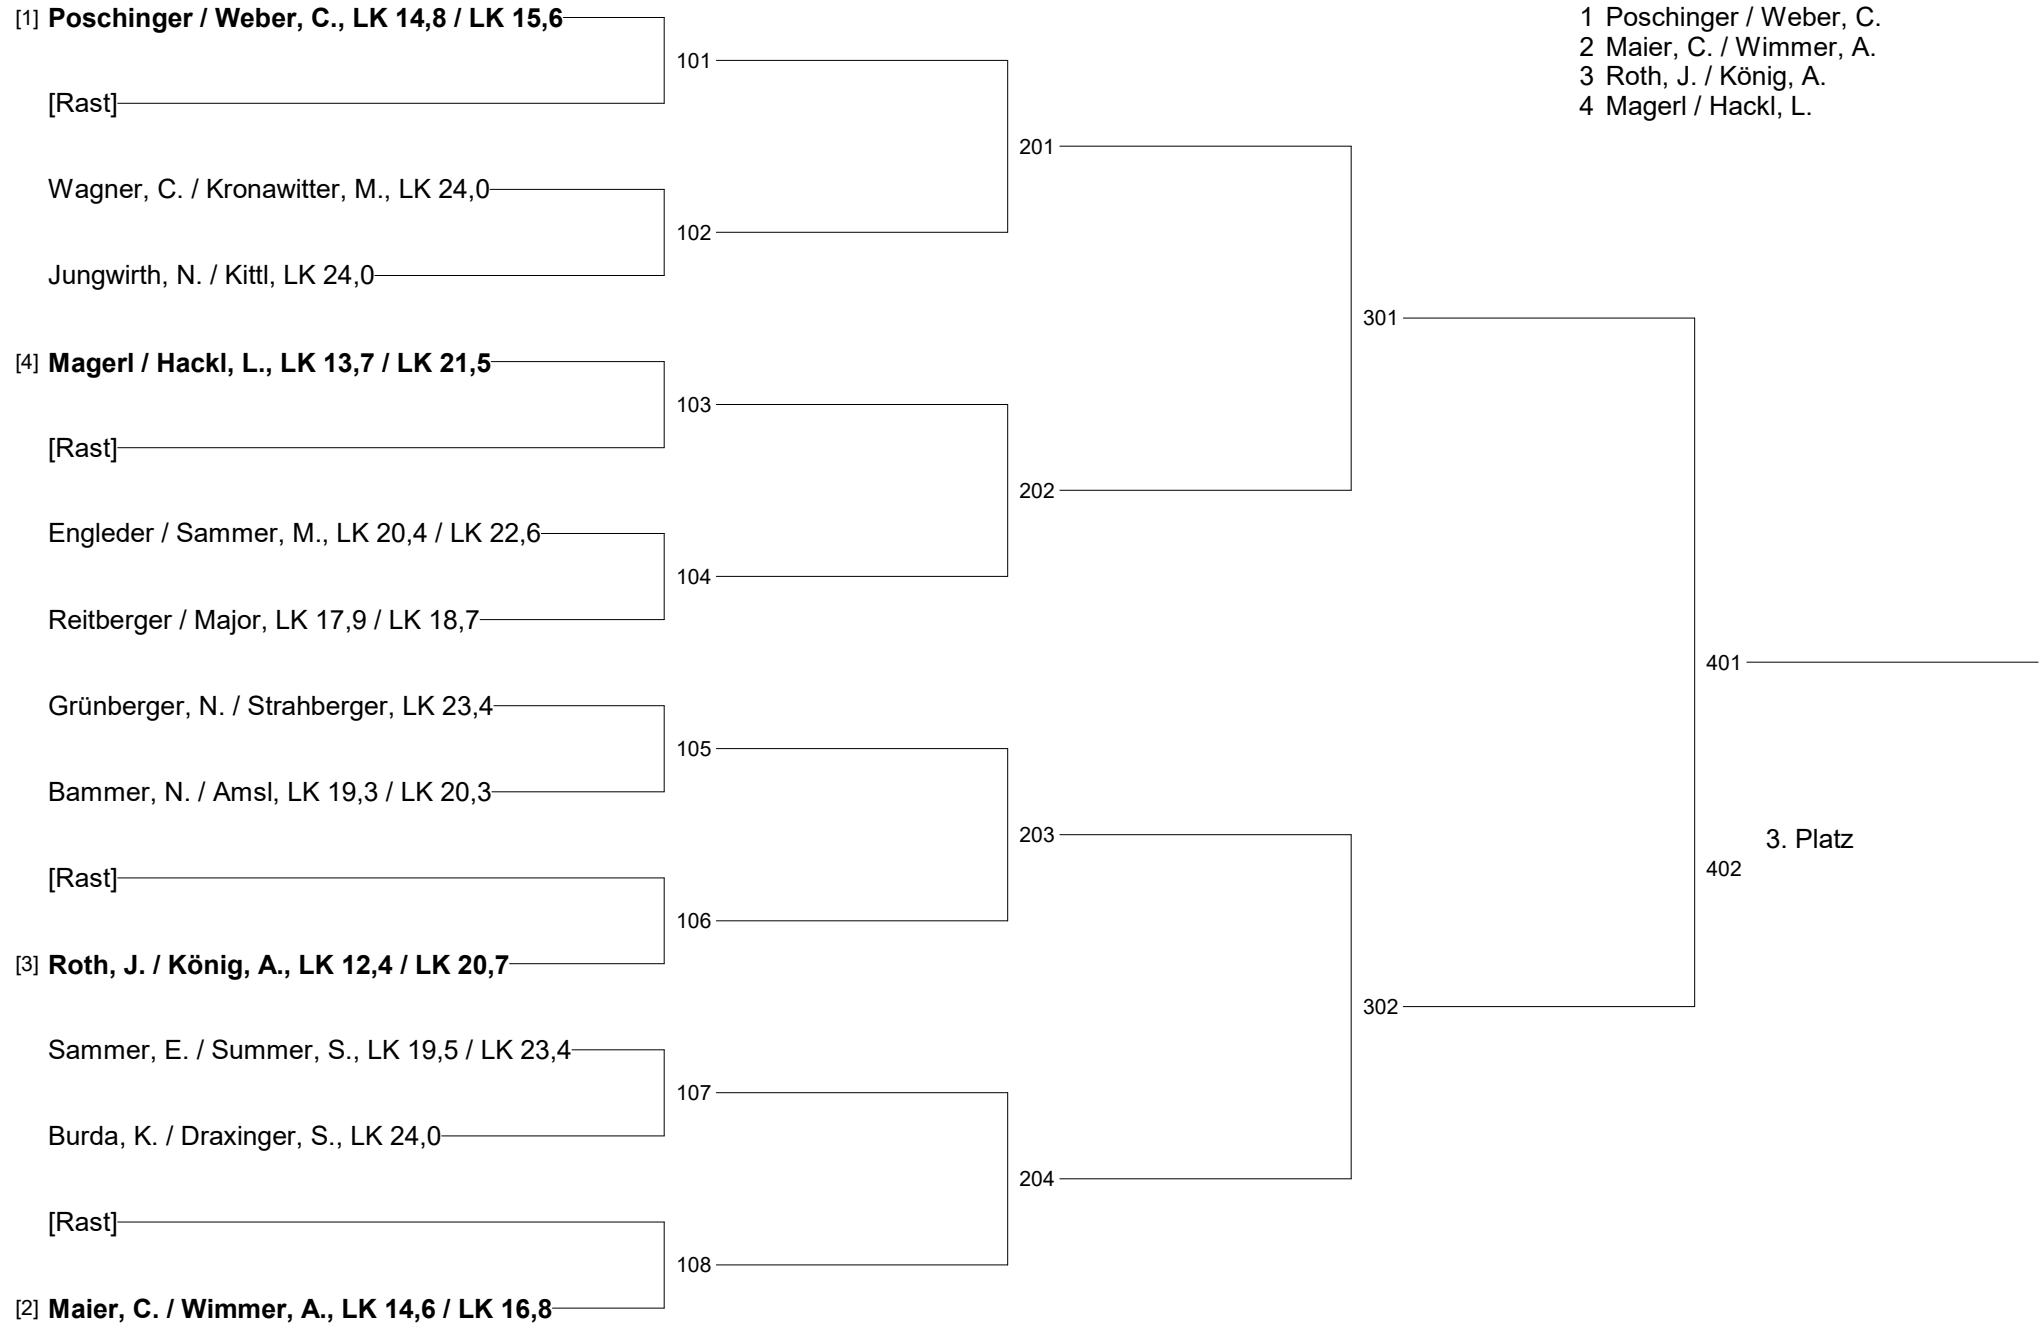 [1] Poschinger / Weber, C., LK 14,8 / LK 15,6
[Rast]
Wagner, C. / Kronawitter, M., LK 24,0
Jungwirth, N. / Kittl, LK 24,0
[4] Magerl / Hackl, L., LK 13,7 / LK 21,5
[Rast]
Engleder / Sammer, M., LK 20,4 / LK 22,6
Reitberger / Major, LK 17,9 / LK 18,7
Grünberger, N. / Strahberger, LK 23,4
Bammer, N. / Amsl, LK 19,3 / LK 20,3
[Rast]
[3] Roth, J. / König, A., LK 12,4 / LK 20,7
Sammer, E. / Summer, S., LK 19,5 / LK 23,4
Burda, K. / Draxinger, S., LK 24,0
[Rast]
[2] Maier, C. / Wimmer, A., LK 14,6 / LK 16,8
101
102
103
104
105
106
107
108
201
202
203
204
301
302
401
3. Platz
402
1 Poschinger / Weber, C.
2 Maier, C. / Wimmer, A.
3 Roth, J. / König, A.
4 Magerl / Hackl, L.